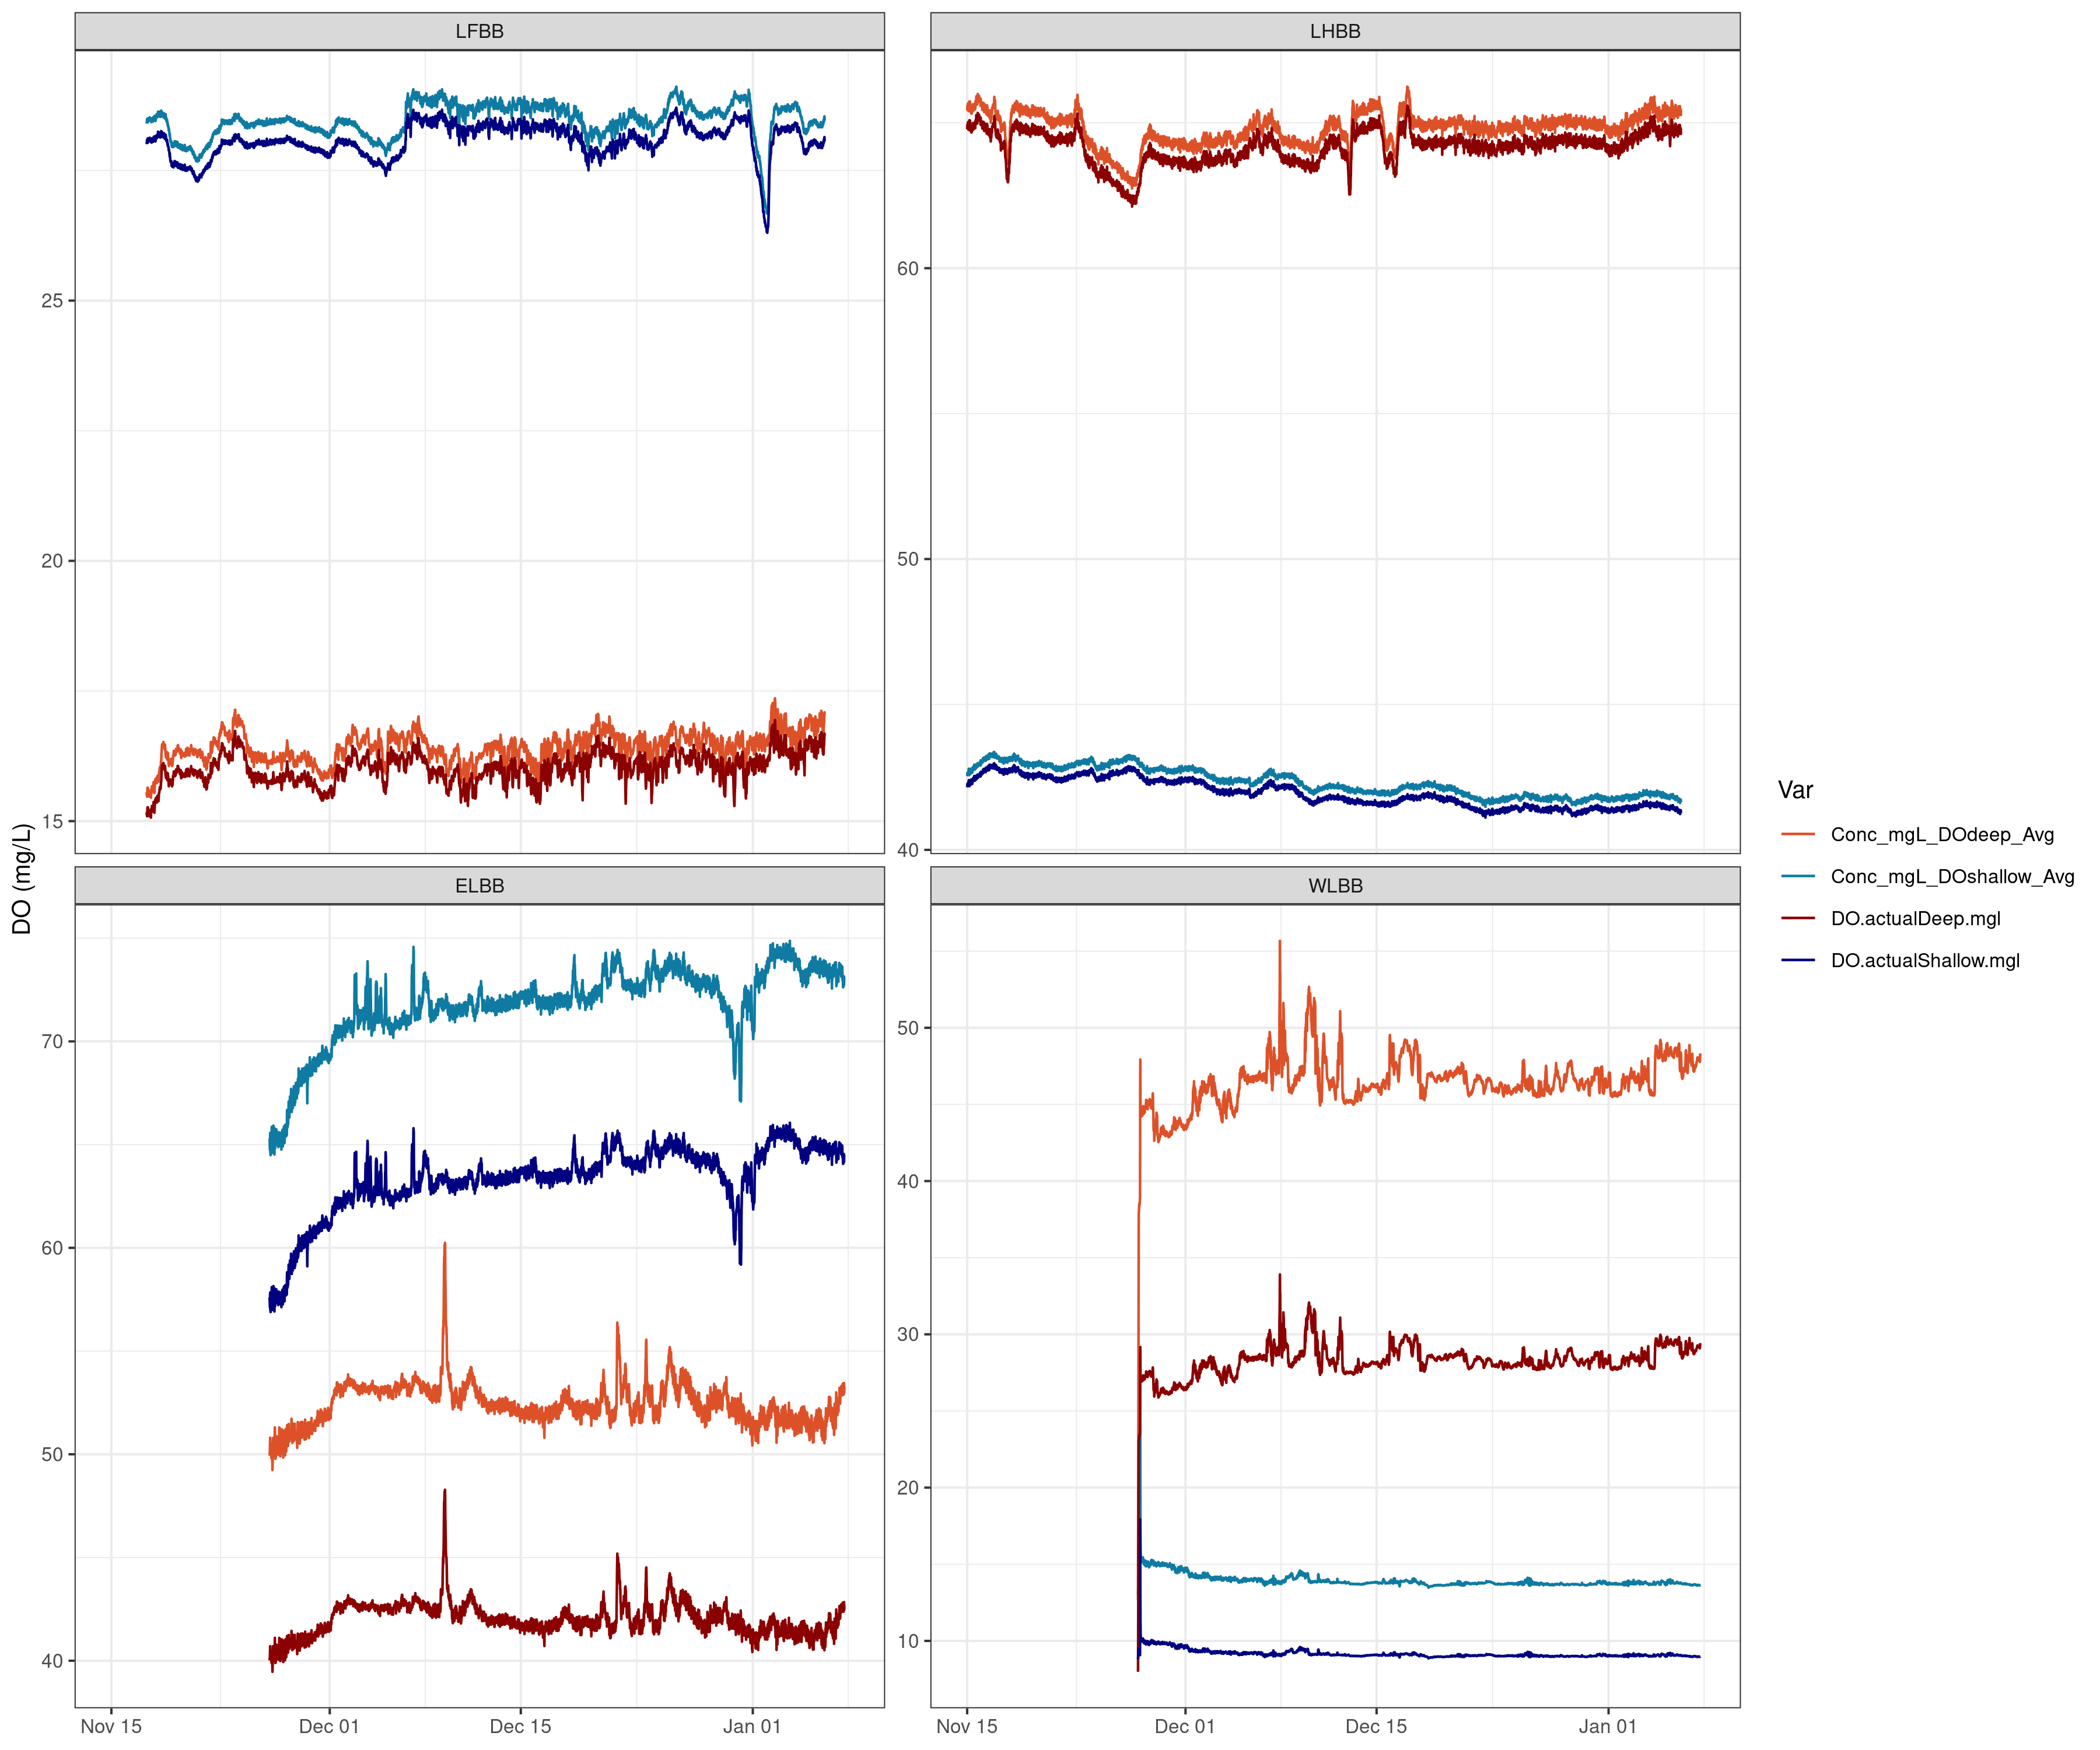 LFBB
LHBB
25
20
15
60
50
40
DO (mg/L)
ELBB
WLBB
70
60
50
40
50
40
30
20
10
Nov 15
Dec 01
Dec 15
Jan 01
Nov 15
Dec 01
Dec 15
Jan 01
Var
Conc_mgL_DOdeep_Avg
Conc_mgL_DOshallow_Avg
DO.actualDeep.mgl
DO.actualShallow.mgl